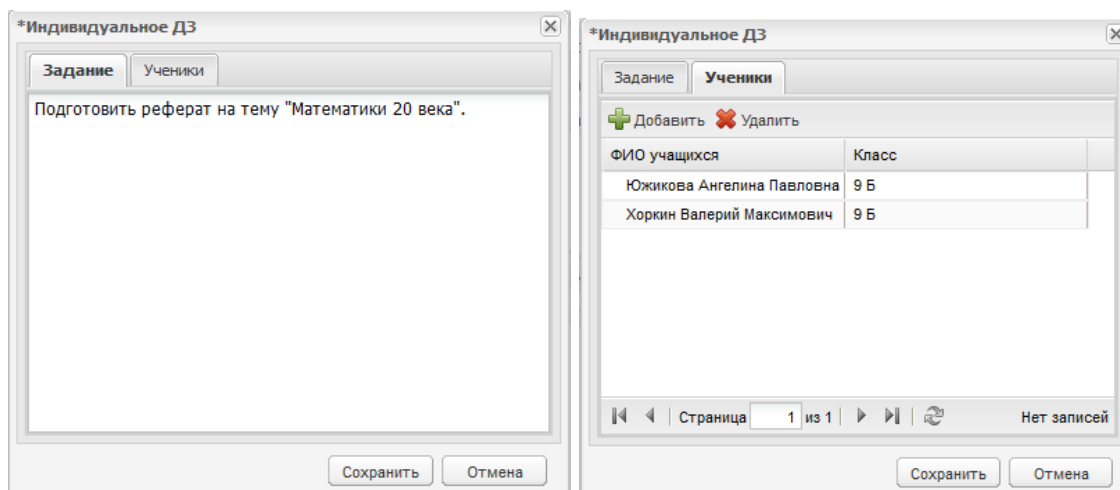 *Индивидуальное ДЗ
Задание Ученики
Подготовить реферат на тему "Математики 20 века".
Сохранить Отмена
*Индивидуальное ДЗ
Задание Ученики
Добавить Удалить
ФИО учащихся Класс
Южикова Ангелина Павловна 9 Б
Хоркин Валерий Максимович 9 Б
Страница 1 из 1 Нет записей
Сохранить Отмена